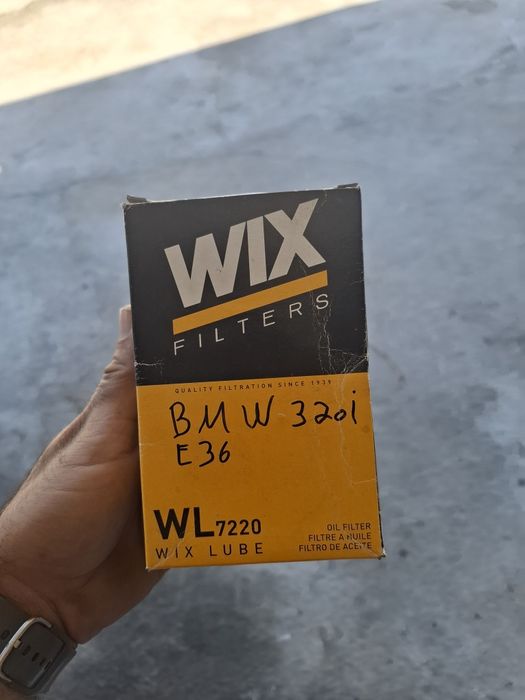 WIX
FILTERS
QUALITY FILTRATION SINCE 1939
BMW 320i
E36
WL7220
WIX LUBE
OIL FILTER
FILTRE A HUILE
FILTRO DE ACEITE